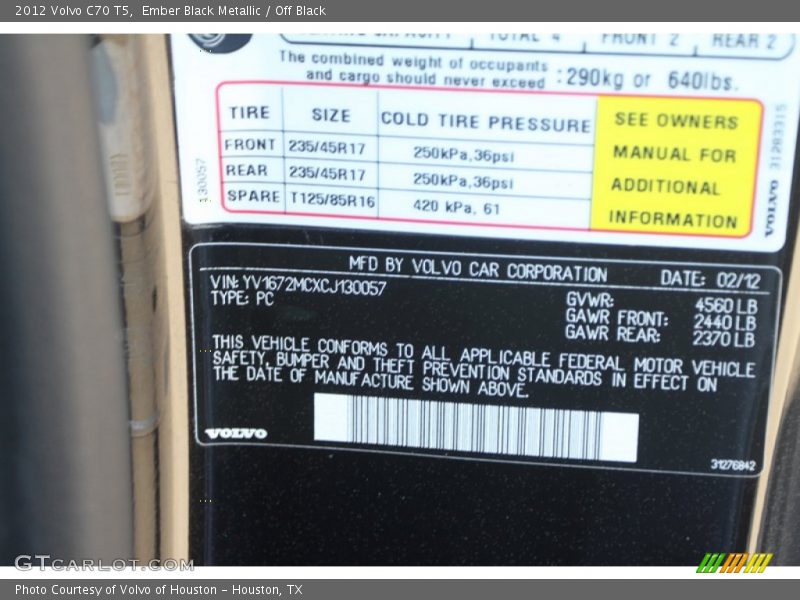 2012 Volvo C70 T5, Ember Black Metallic / Off Black
TOTAL 4 FRONT 2 REAR 2
The combined weight of occupants
and cargo should never exceed : 290kg or 640lbs.
TIRE SIZE COLD TIRE PRESSURE
FRONT 235/45R17 250kPa,36psi
REAR 235/45R17 250kPa,36psi
SPARE T125/85R16 420 kPa, 61
SEE OWNERS
MANUAL FOR
ADDITIONAL
INFORMATION
130057
VOLVO 31283315
MFD BY VOLVO CAR CORPORATION DATE: 02/12
VIN: YV1672MCXCJ130057
TYPE: PC
GVWR: 4560 LB
GAWR FRONT: 2440 LB
GAWR REAR: 2370 LB
THIS VEHICLE CONFORMS TO ALL APPLICABLE FEDERAL MOTOR VEHICLE
SAFETY, BUMPER AND THEFT PREVENTION STANDARDS IN EFFECT ON
THE DATE OF MANUFACTURE SHOWN ABOVE.
VOLVO
31276842
GTcarlot.com
Photo Courtesy of Volvo of Houston - Houston, TX